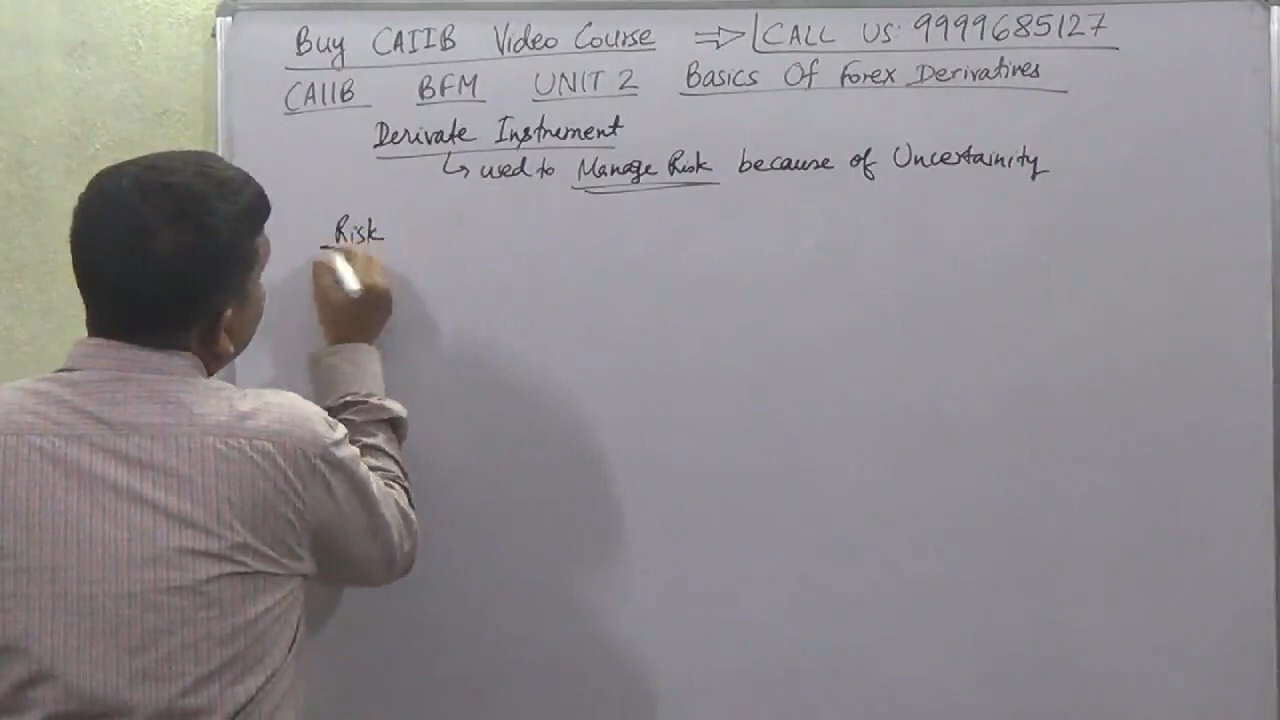 Buy CAIIB Video Course ⇒ CALL US: 9999685127
CAIIB BFM UNIT 2 Basics Of Forex Derivatives
Derivate Instrument
↳ used to Manage Risk because of Uncertainity
Risk